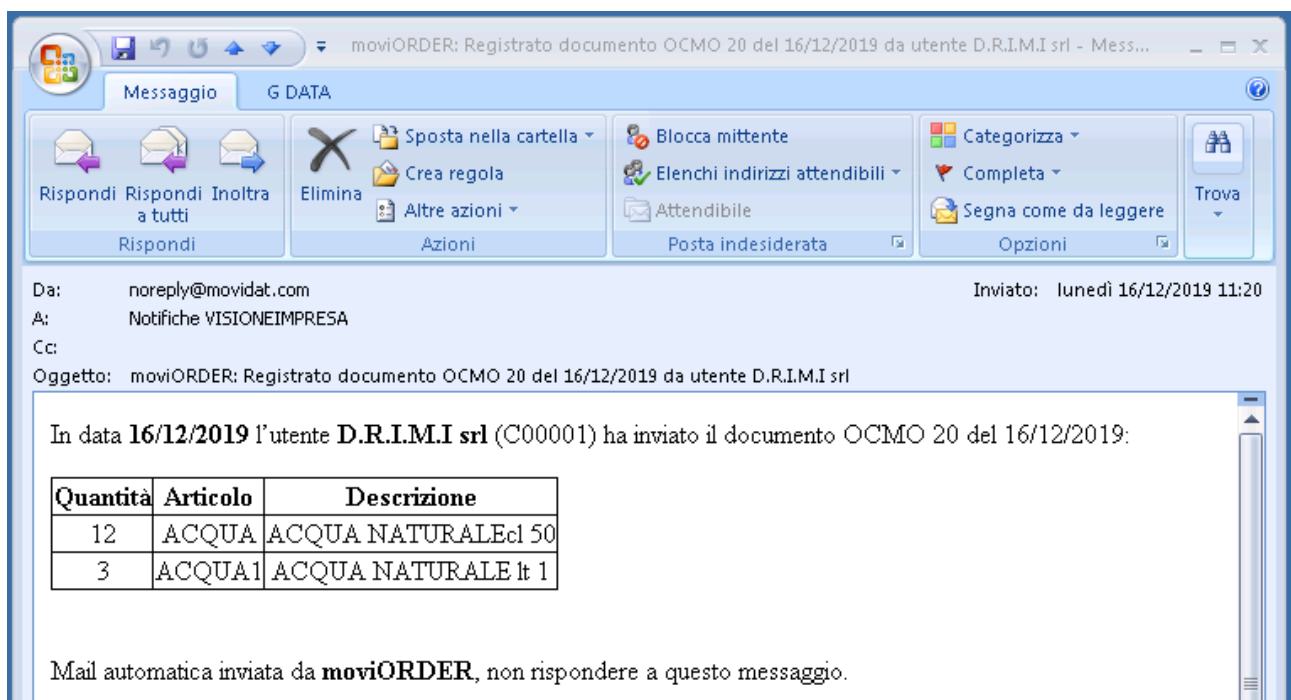 moviORDER: Registrato documento OCMO 20 del 16/12/2019 da utente D.R.I.M.I srl - Mess...
Messaggio G DATA
Rispondi
Rispondi a tutti
Inoltra
Rispondi
Elimina
Sposta nella cartella
Crea regola
Altre azioni
Azioni
Blocca mittente
Elenchi indirizzi attendibili
Attendibile
Posta indesiderata
Categorizza
Completa
Segna come da leggere
Opzioni
Trova
Da: noreply@movidat.com Inviato: lunedì 16/12/2019 11:20
A: Notifiche VISIONEIMPRESA
Cc:
Oggetto: moviORDER: Registrato documento OCMO 20 del 16/12/2019 da utente D.R.I.M.I srl
In data 16/12/2019 l'utente D.R.I.M.I srl (C00001) ha inviato il documento OCMO 20 del 16/12/2019:
Quantità Articolo Descrizione
12 ACQUA ACQUA NATURALEcl 50
3 ACQUA1 ACQUA NATURALE lt 1
Mail automatica inviata da moviORDER, non rispondere a questo messaggio.